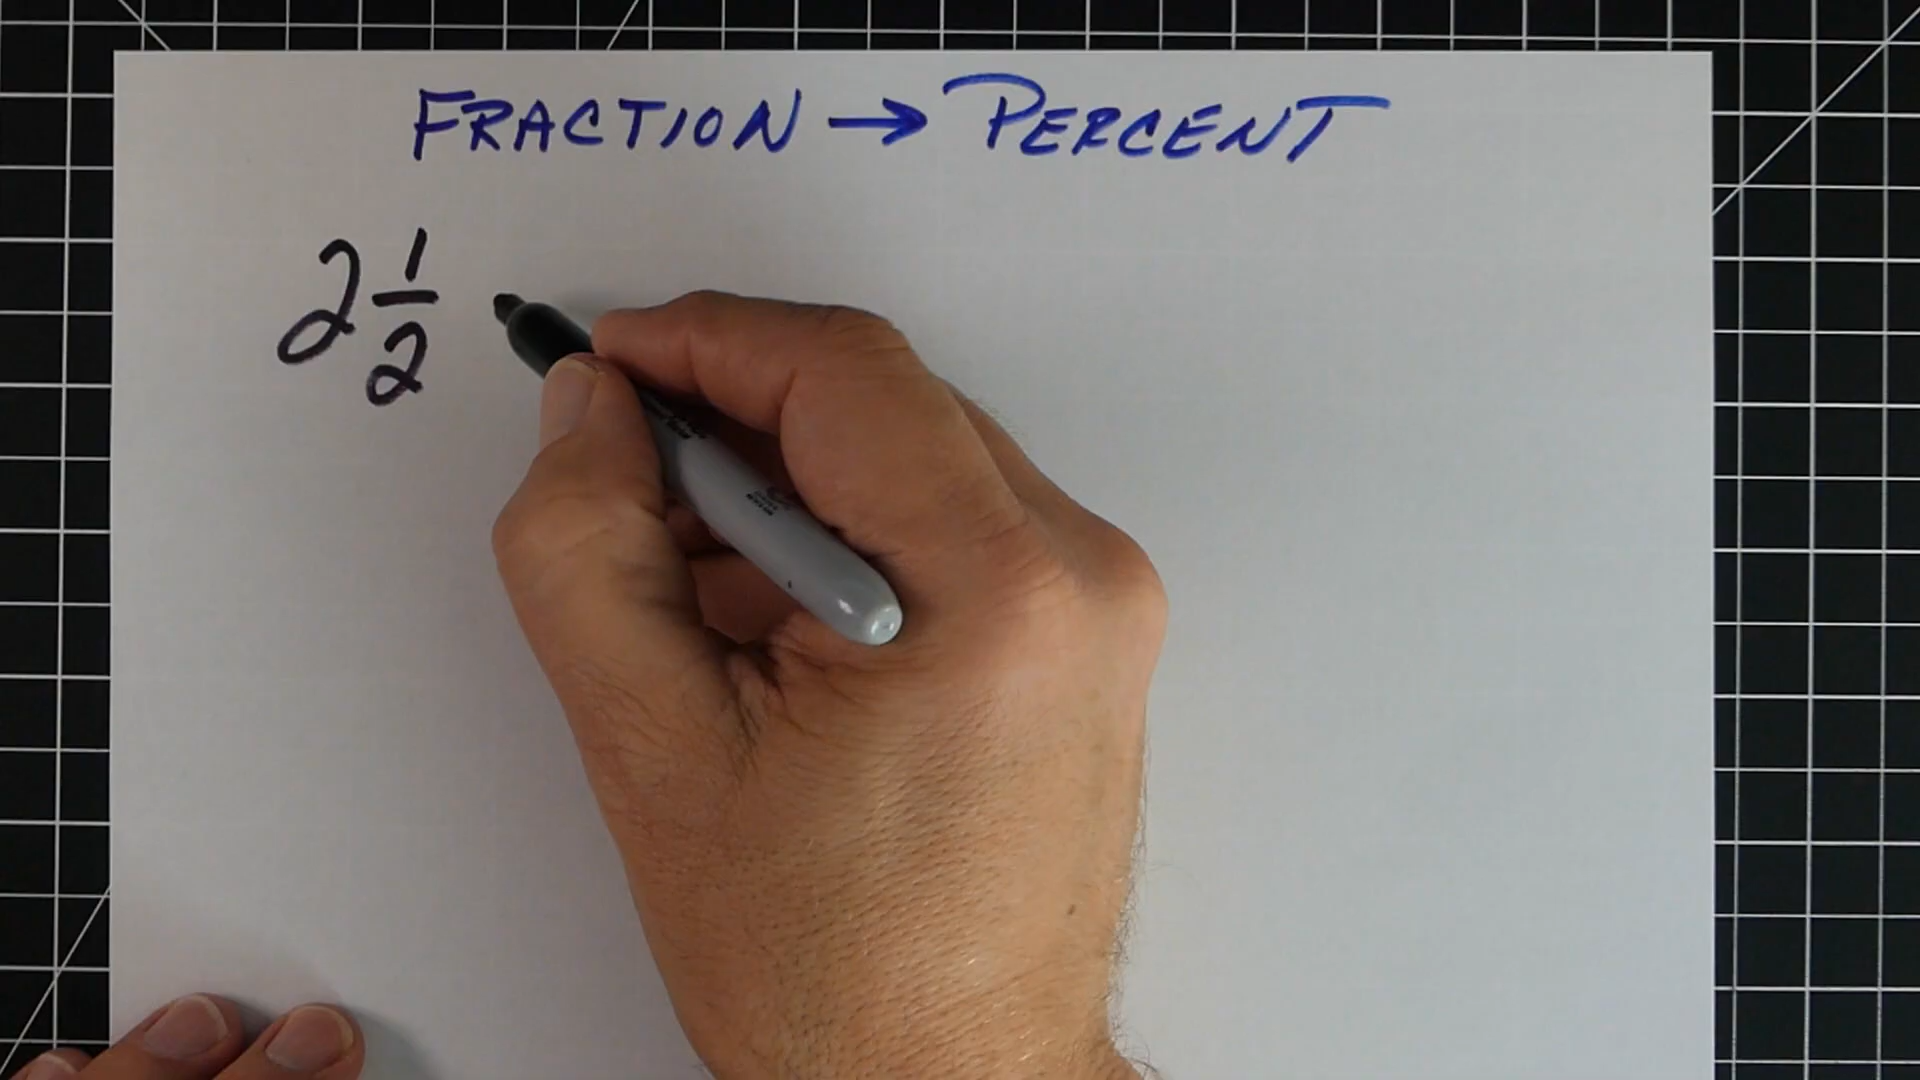 FRACTION → PERCENT
2 1/2